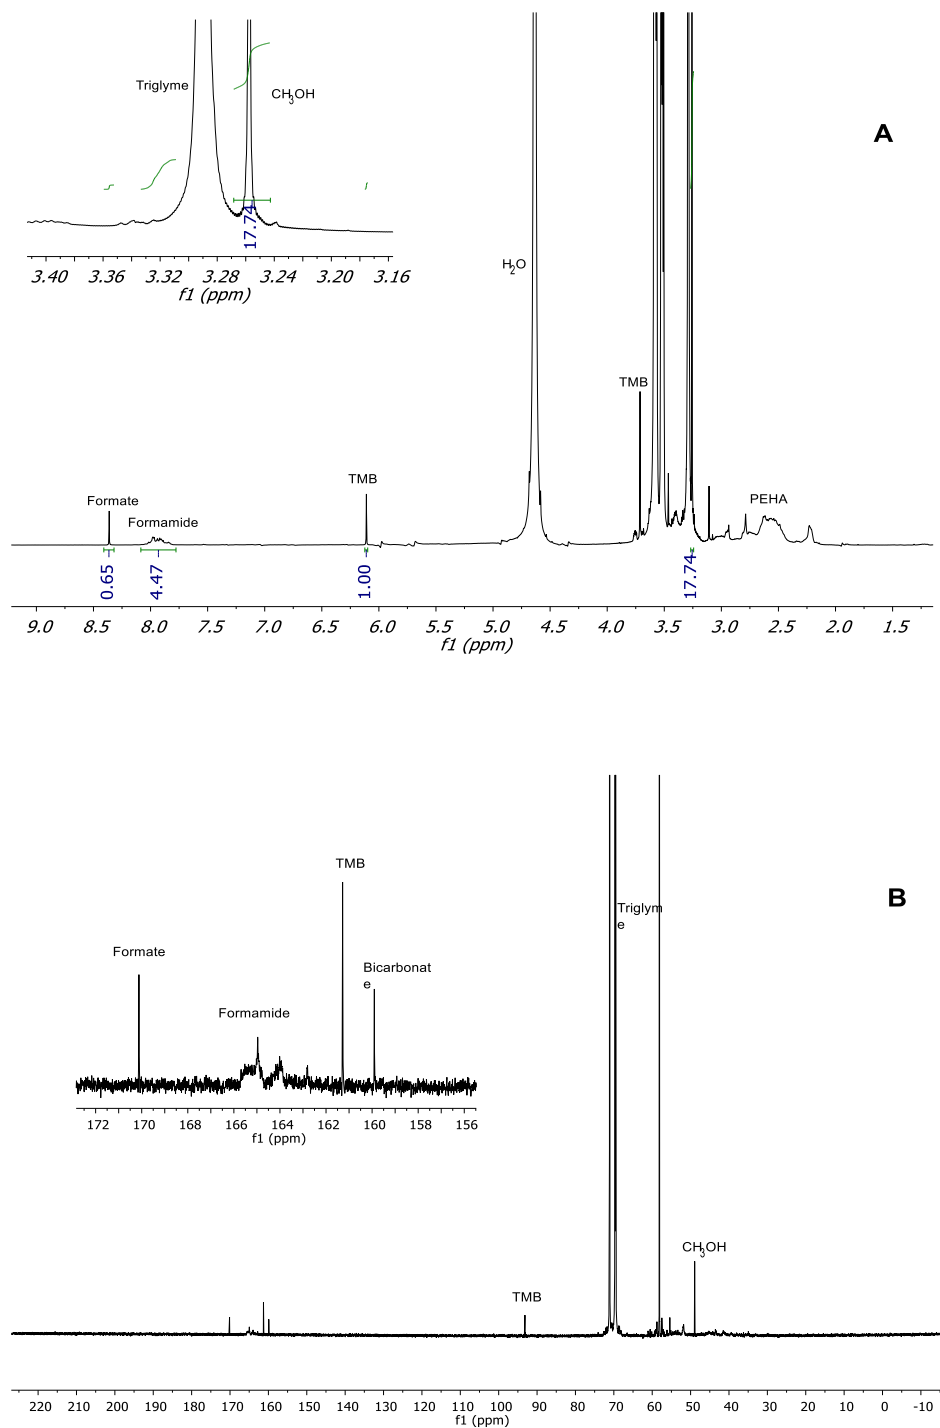 Triglyme
CH3OH
A
17.74
3.40 3.36 3.32 3.28 3.24 3.20 3.16
f1 (ppm)
H2O
TMB
TMB
Formate
Formamide
PEHA
0.65 4.47 1.00 17.74
9.0 8.5 8.0 7.5 7.0 6.5 6.0 5.5 5.0 4.5 4.0 3.5 3.0 2.5 2.0 1.5
f1 (ppm)
B
TMB
Triglym
e
Formate
Bicarbonat
e
Formamide
172 170 168 166 164 162 160 158 156
f1 (ppm)
CH3OH
TMB
220 210 200 190 180 170 160 150 140 130 120 110 100 90 80 70 60 50 40 30 20 10 0 -10
f1 (ppm)